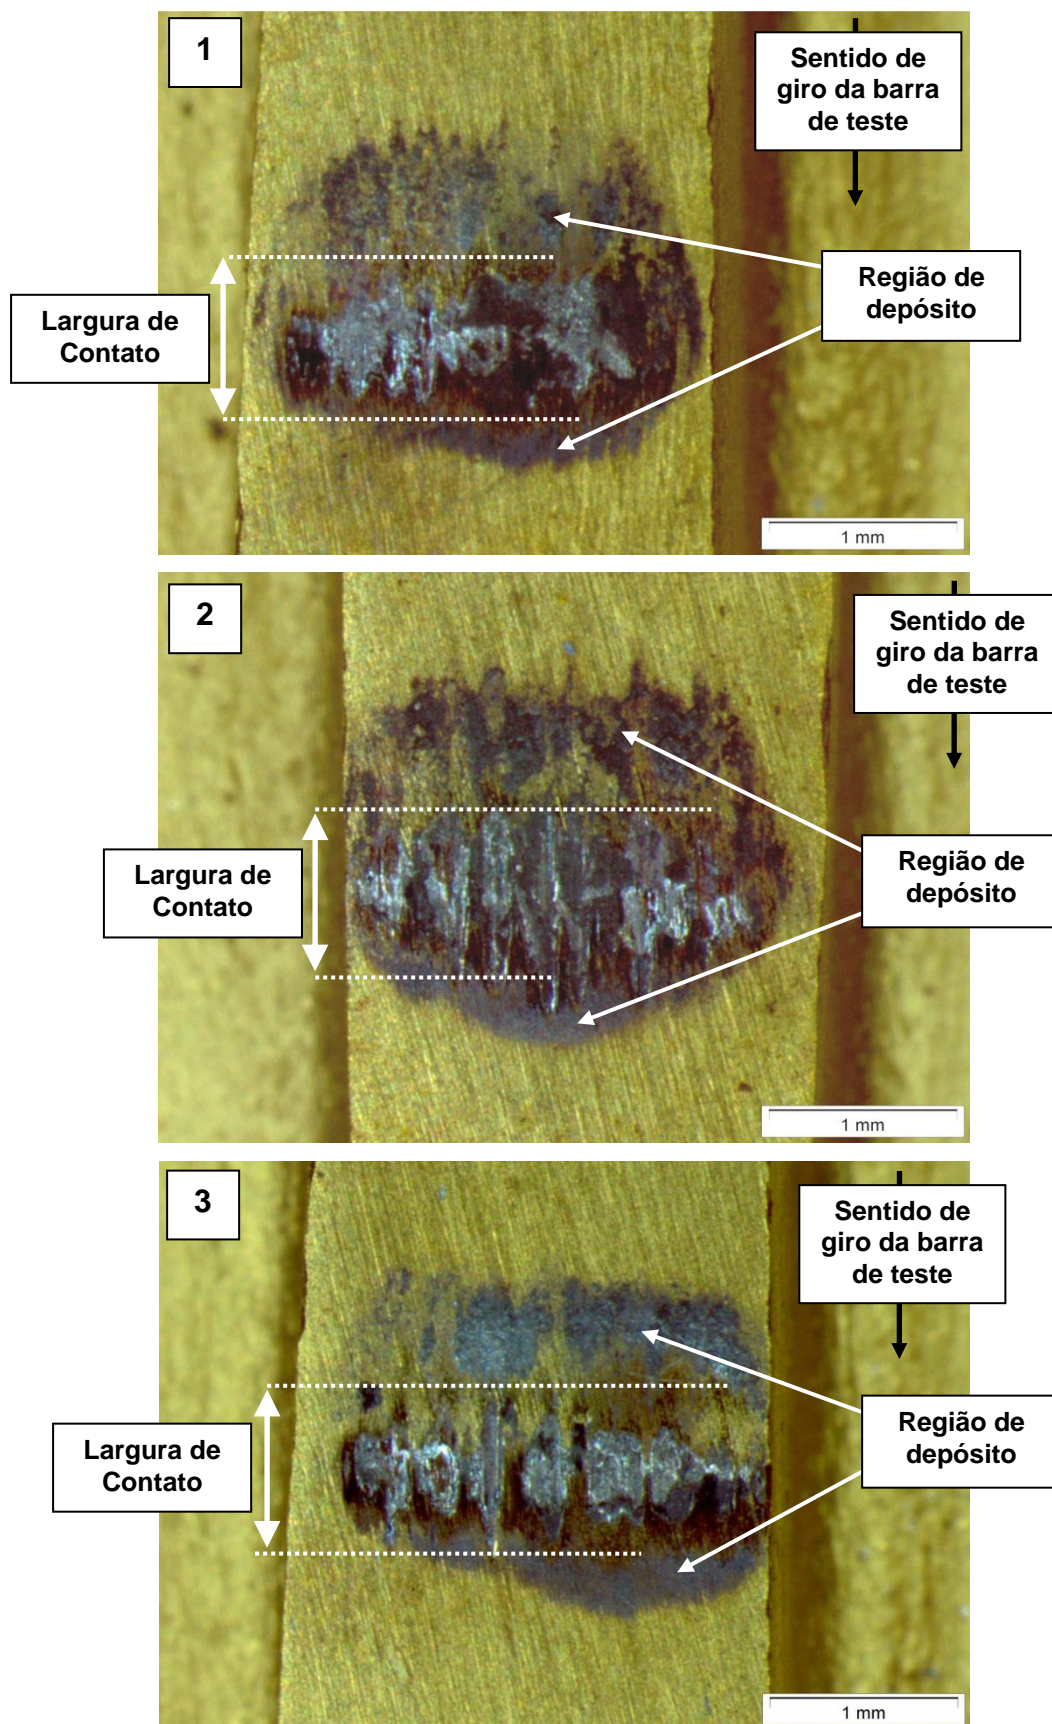 1
Sentido de
giro da barra
de teste
Região de
depósito
Largura de
Contato
1 mm
2
Sentido de
giro da barra
de teste
Largura de
Contato
Região de
depósito
1 mm
3
Sentido de
giro da barra
de teste
Região de
depósito
Largura de
Contato
1 mm